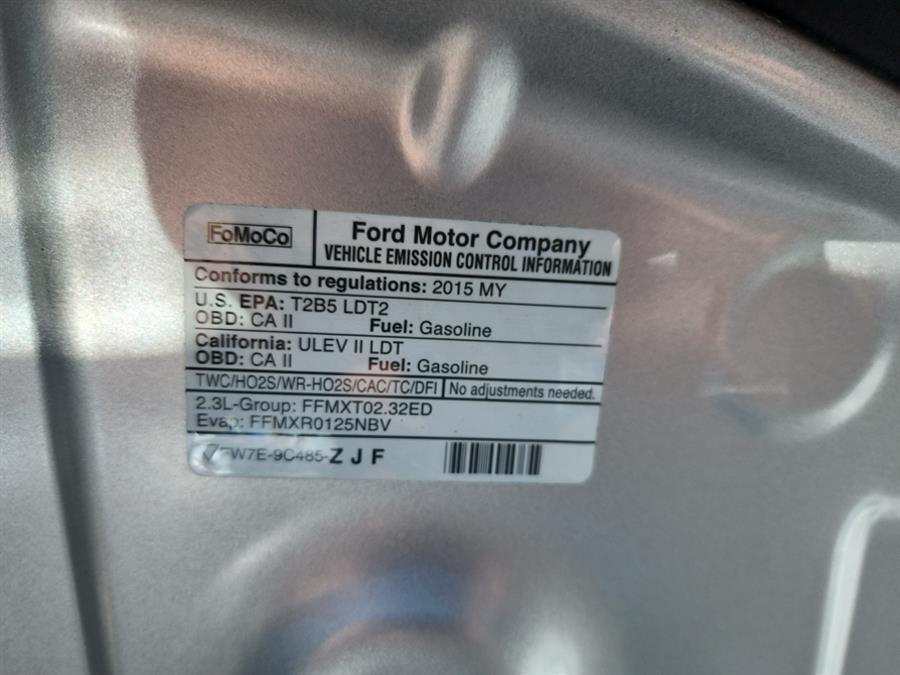 FoMoCo
Ford Motor Company
VEHICLE EMISSION CONTROL INFORMATION
Conforms to regulations: 2015 MY
U.S. EPA: T2B5 LDT2
OBD: CA II Fuel: Gasoline
California: ULEV II LDT
OBD: CA II Fuel: Gasoline
TWC/HO2S/WR-HO2S/CAC/TC/DFI No adjustments needed.
2.3L-Group: FFMXT02.32ED
Evap: FFMXR0125NBV
FW7E-9C485-ZJF